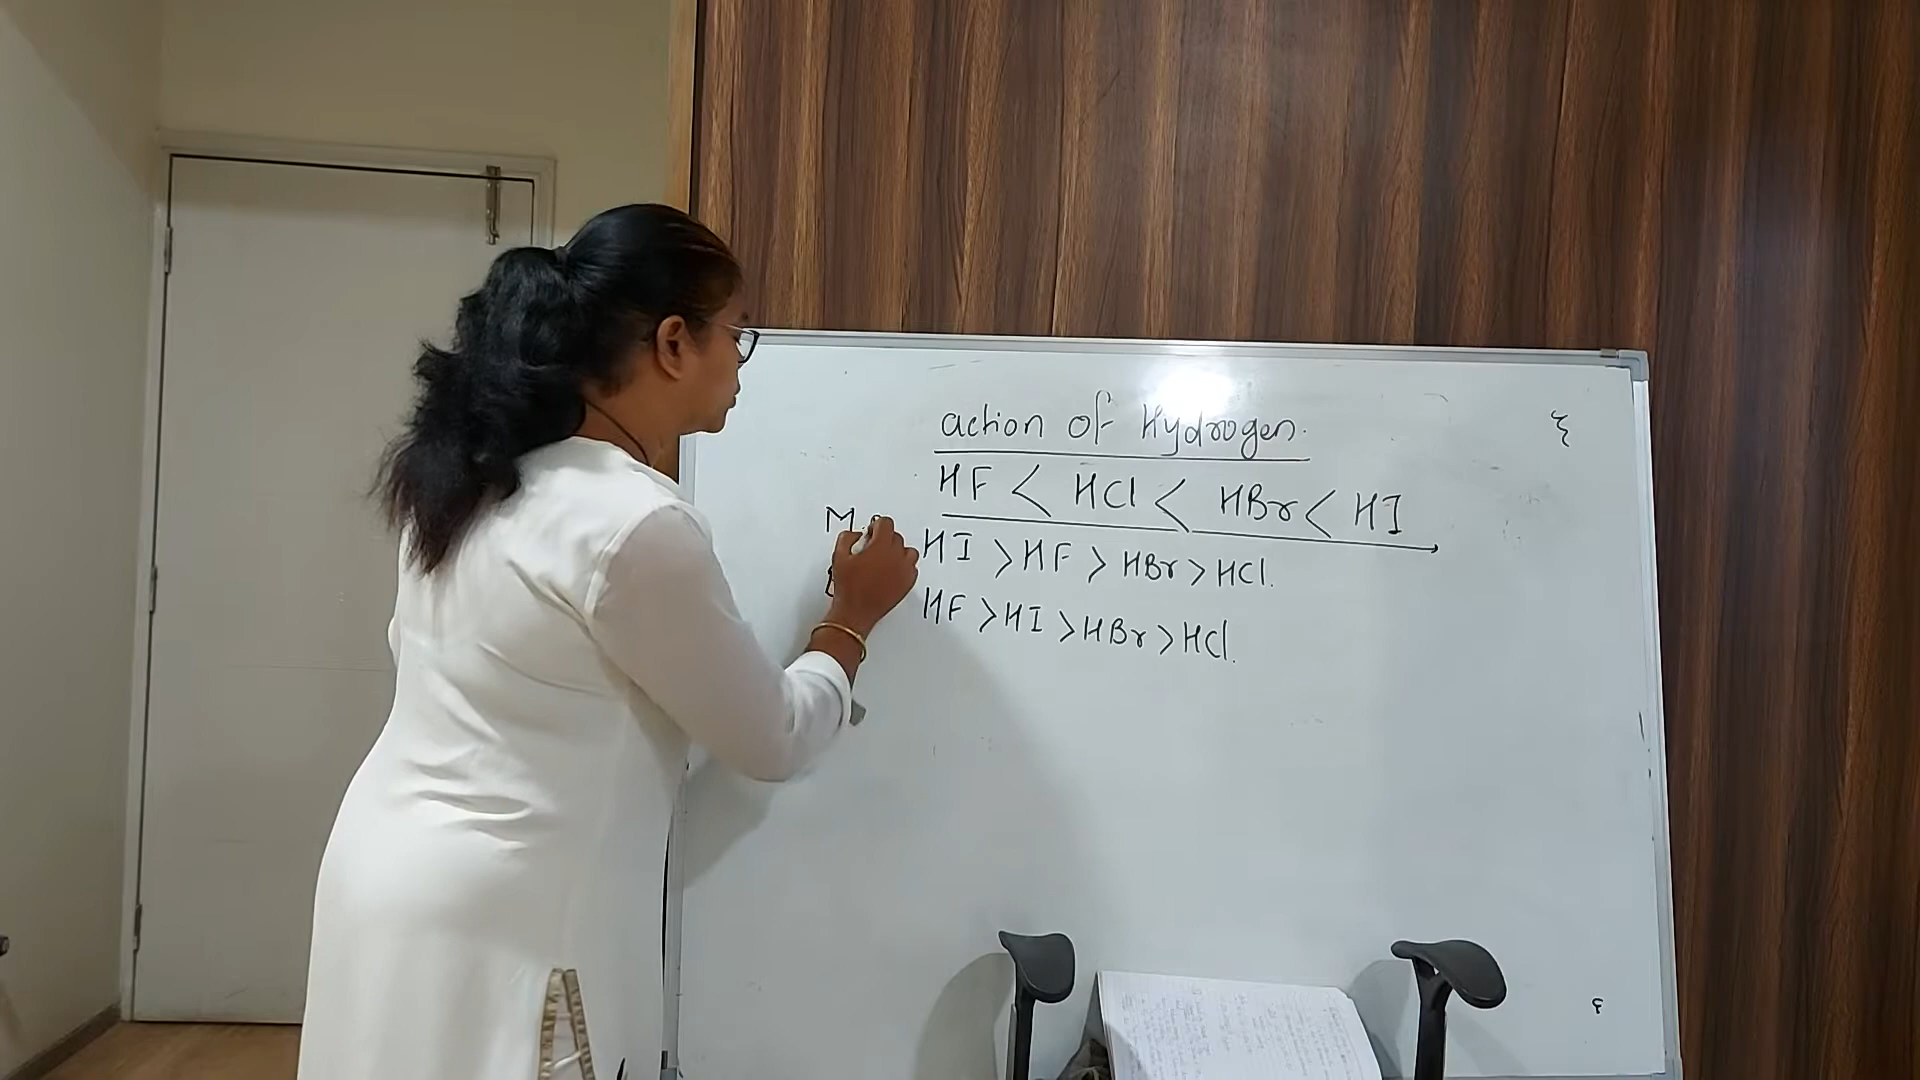 action of Hydrogen.
HF < HCl < HBr < HI
M.P HI > HF > HBr > HCl.
HF > HI > HBr > HCl.